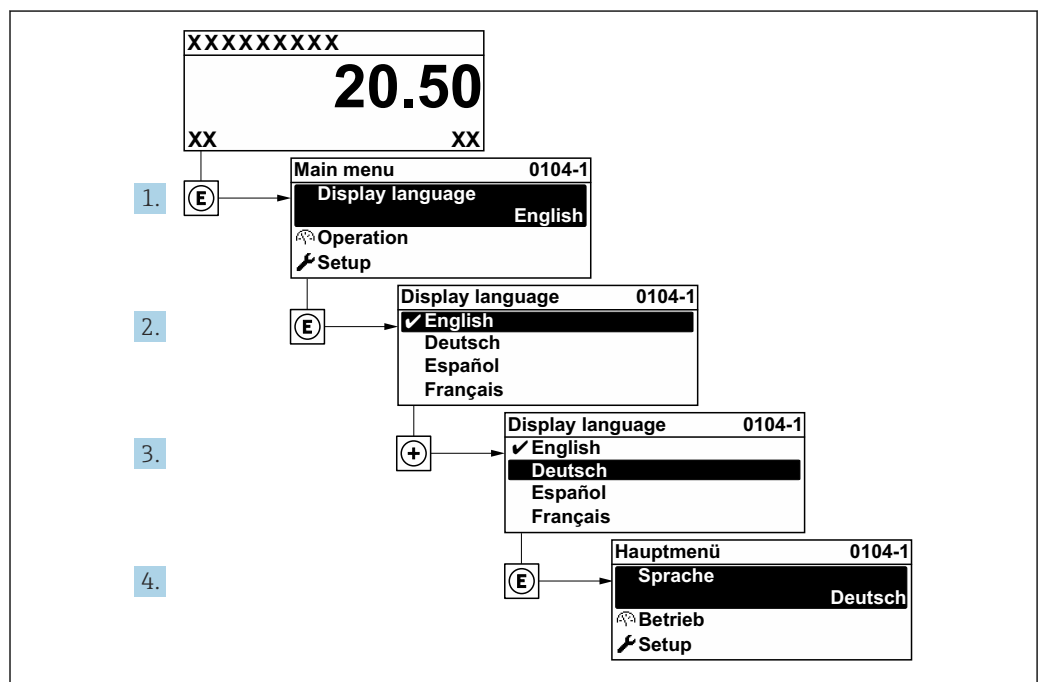 XXXXXXXXX
20.50
XX XX
1. E
Main menu 0104-1
Display language
English
Operation
Setup
2. E
Display language 0104-1
✔English
Deutsch
Español
Français
3. +
Display language 0104-1
✔English
Deutsch
Español
Français
4. E
Hauptmenü 0104-1
Sprache
Deutsch
Betrieb
Setup